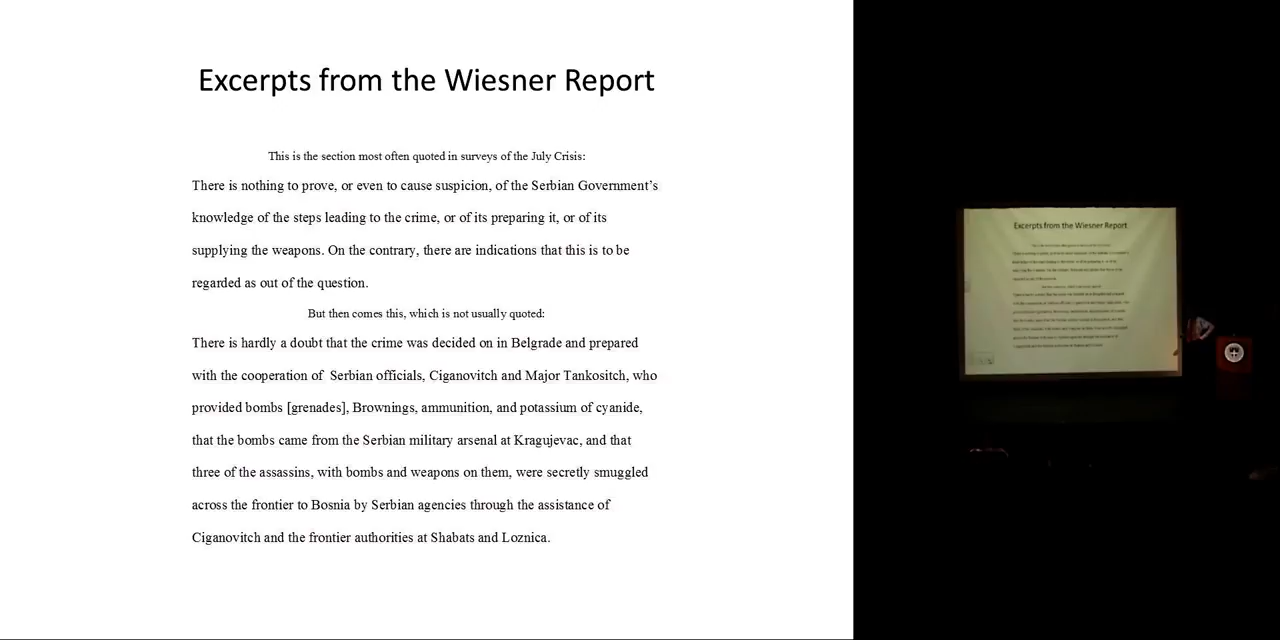 Excerpts from the Wiesner Report
This is the section most often quoted in surveys of the July Crisis:
There is nothing to prove, or even to cause suspicion, of the Serbian Government's
knowledge of the steps leading to the crime, or of its preparing it, or of its
supplying the weapons. On the contrary, there are indications that this is to be
regarded as out of the question.
But then comes this, which is not usually quoted:
There is hardly a doubt that the crime was decided on in Belgrade and prepared
with the cooperation of  Serbian officials, Ciganovitch and Major Tankositch, who
provided bombs [grenades], Brownings, ammunition, and potassium of cyanide,
that the bombs came from the Serbian military arsenal at Kragujevac, and that
three of the assassins, with bombs and weapons on them, were secretly smuggled
across the frontier to Bosnia by Serbian agencies through the assistance of
Ciganovitch and the frontier authorities at Shabats and Loznica.
Excerpts from the Wiesner Report